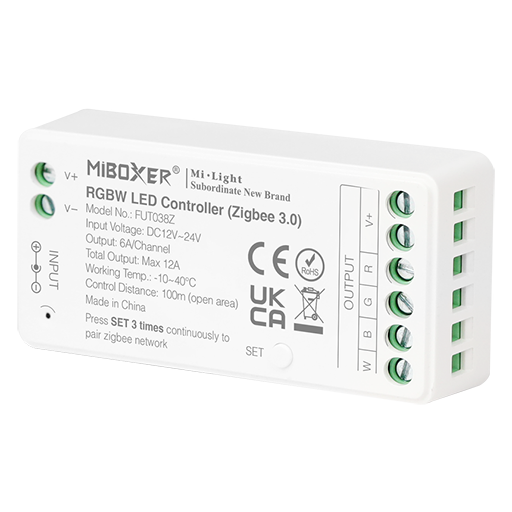 MIBOXER®
Mi·Light
Subordinate New Brand
RGBW LED Controller (Zigbee 3.0)
Model No.: FUT038Z
Input Voltage: DC12V~24V
Output: 6A/Channel
Total Output: Max 12A
Working Temp.: -10~40°C
Control Distance: 100m (open area)
Made in China
Press SET 3 times continuously to
pair zigbee network
V+
V−
INPUT
CE
RoHS
UK
CA
SET
OUTPUT
V+
R
G
B
W